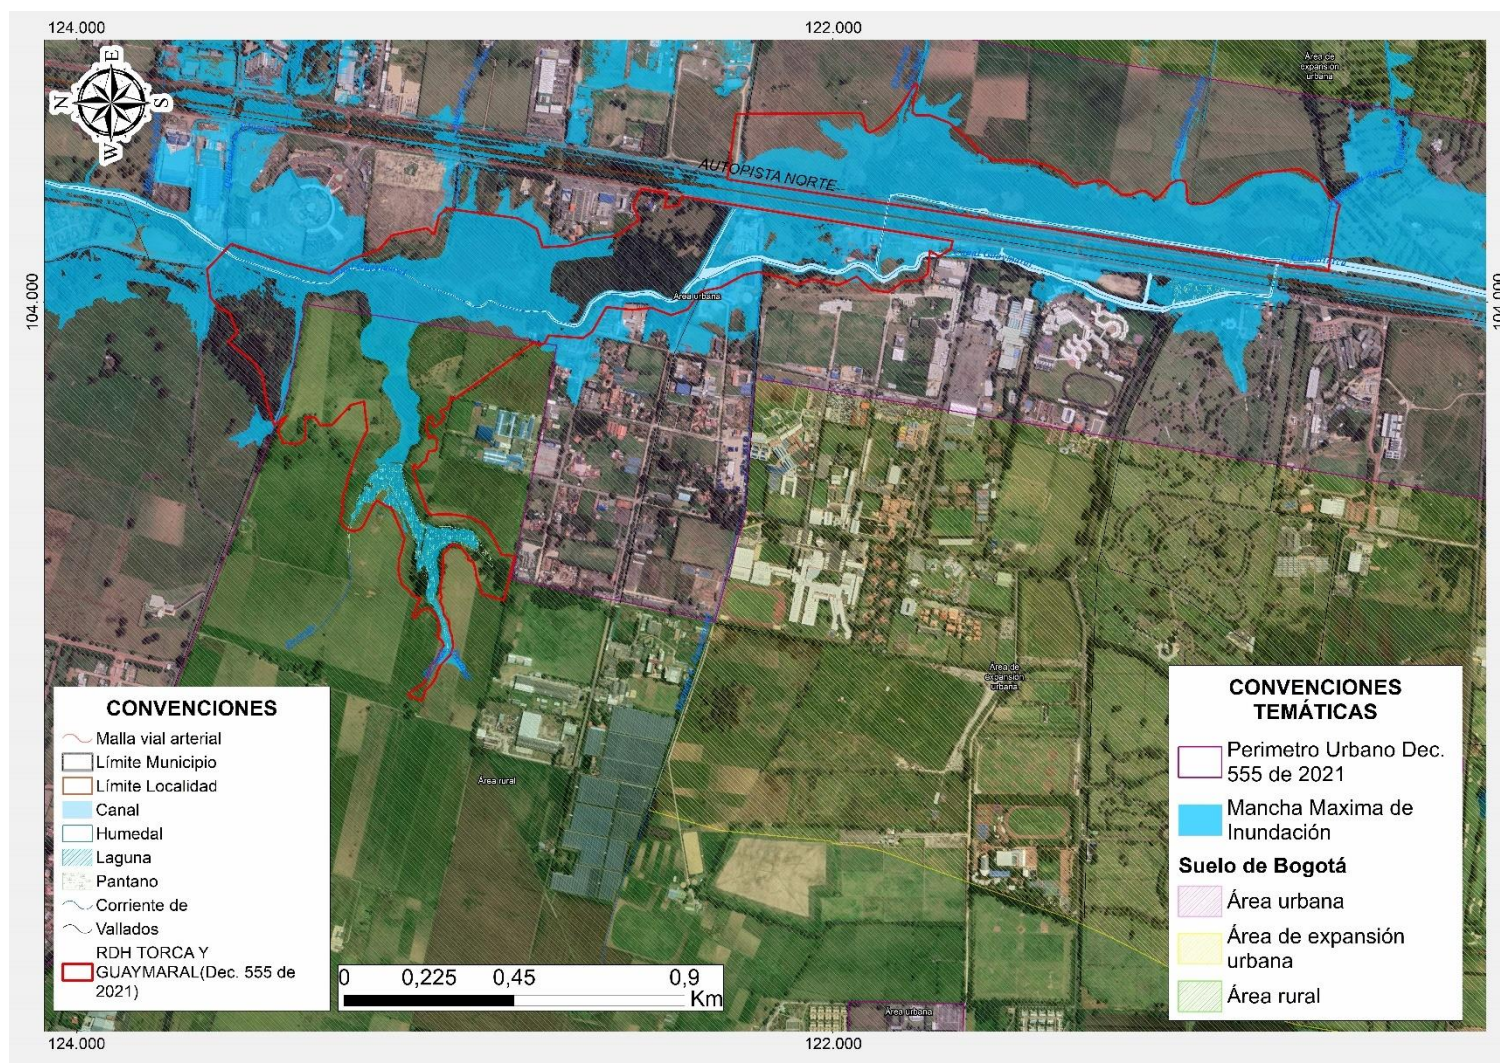 124.000
122.000
E
N
S
W
Área de
expansión
urbana
AUTOPISTA NORTE
104.000
104.000
Área urbana
Área de
expansión
urbana
Área rural
Área urbana
CONVENCIONES
Malla vial arterial
Límite Municipio
Límite Localidad
Canal
Humedal
Laguna
Pantano
Corriente de
Vallados
RDH TORCA Y
GUAYMARAL(Dec. 555 de
2021)
0
0,225
0,45
0,9
Km
CONVENCIONES
TEMÁTICAS
Perimetro Urbano Dec.
555 de 2021
Mancha Maxima de
Inundación
Suelo de Bogotá
Área urbana
Área de expansión
urbana
Área rural
124.000
122.000